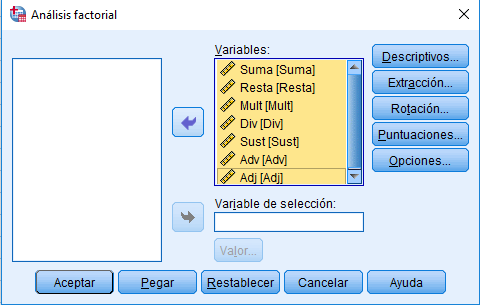 Análisis factorial
Variables:
Suma [Suma]
Resta [Resta]
Mult [Mult]
Div [Div]
Sust [Sust]
Adv [Adv]
Adj [Adj]
Descriptivos...
Extracción...
Rotación...
Puntuaciones...
Opciones...
Variable de selección:
Valor...
Aceptar
Pegar
Restablecer
Cancelar
Ayuda